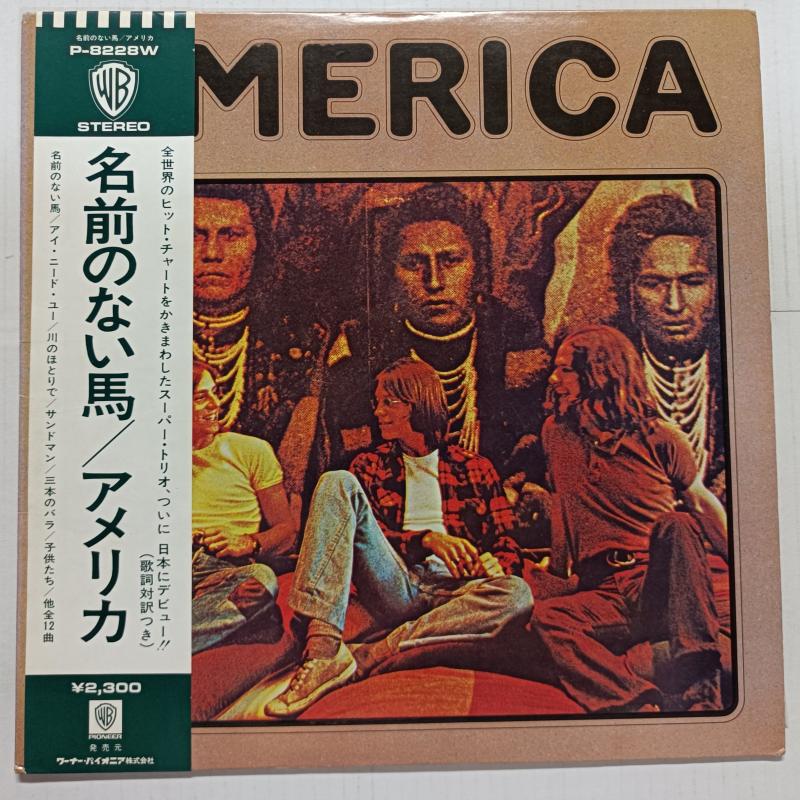 名前のない馬／アメリカ
P-8228W
WB
STEREO
全世界のヒット・チャートをかきまわしたスーパー・トリオ、ついに 日本にデビュー!!
(歌詞対訳つき)
名前のない馬／アメリカ
名前のない馬／アイ・ニード・ユー／川のほとりで／サンドマン／三本のバラ／子供たち／他全12曲
¥2,300
WB
PIONEER
発売元
ワーナー・パイオニア株式会社
MERICA